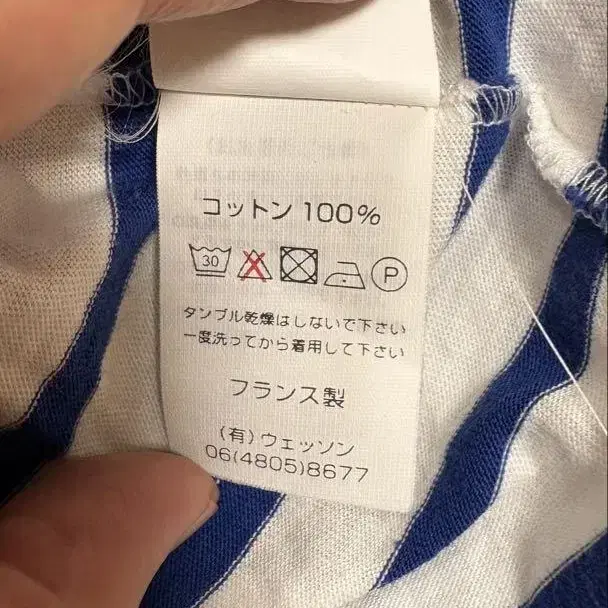 コットン 100%
30 P
タンブル乾燥はしないで下さい
一度洗ってから着用して下さい
フランス製
(有)ウェッソン
06(4805)8677